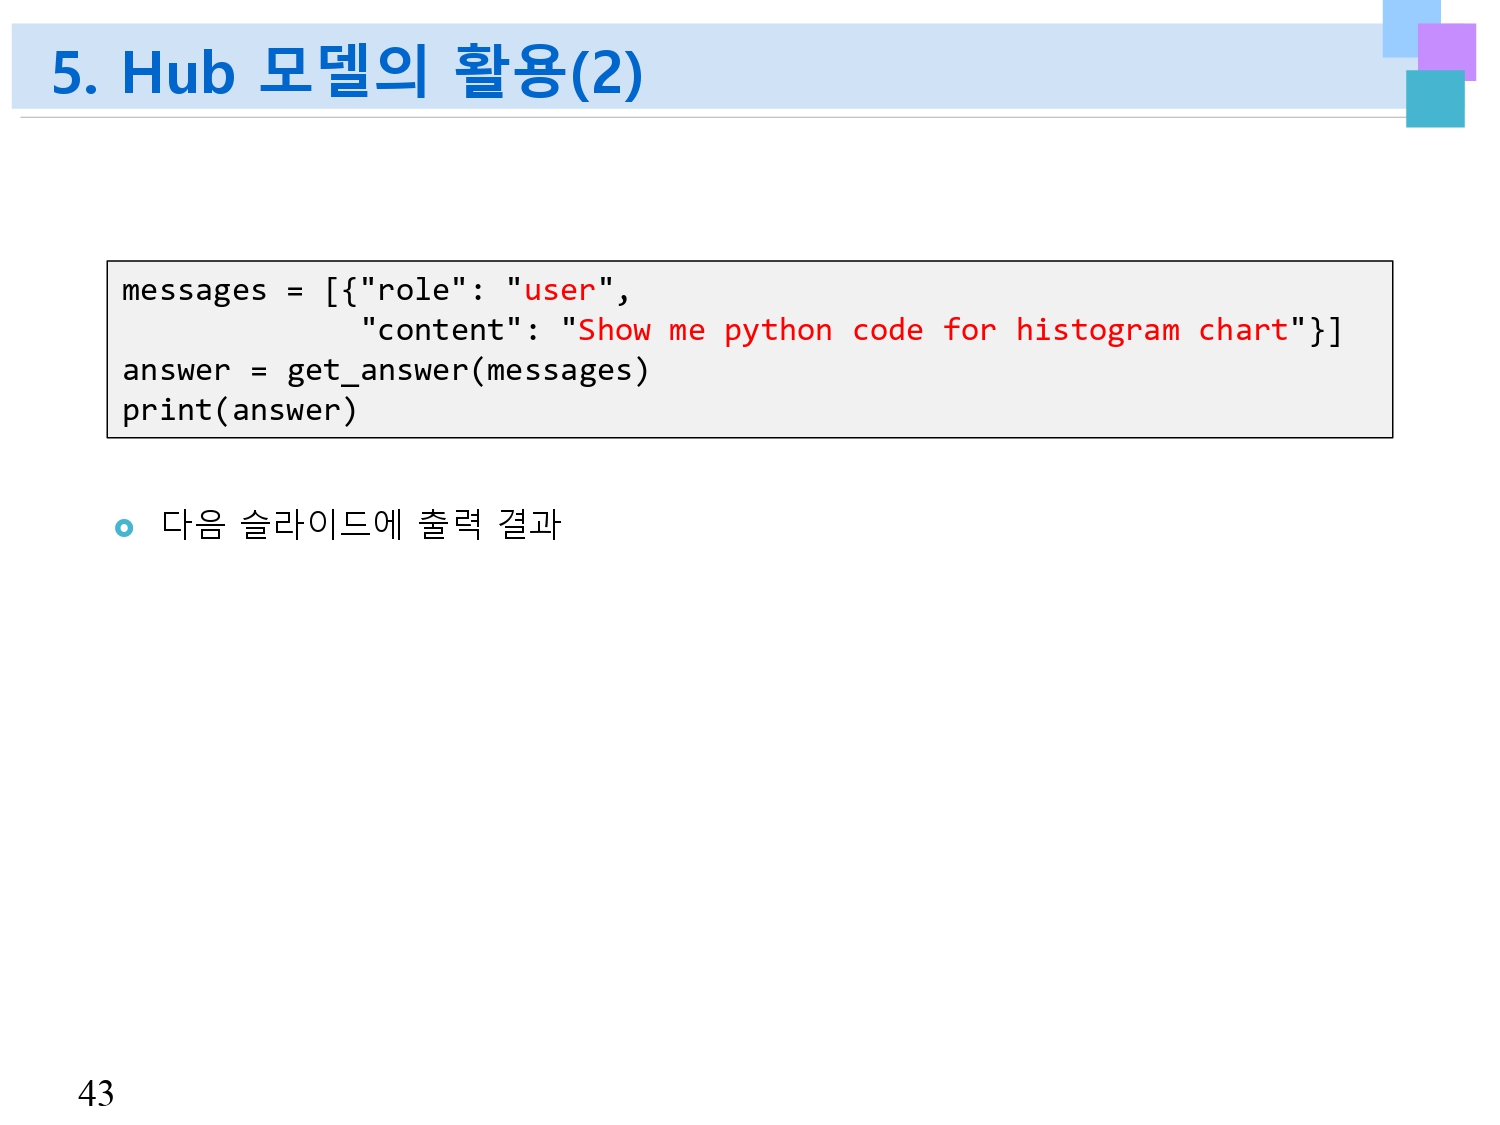 5. Hub 모델의 활용(2)
messages = [{"role": "user",
             "content": "Show me python code for histogram chart"}]
answer = get_answer(messages)
print(answer)
다음 슬라이드에 출력 결과
43